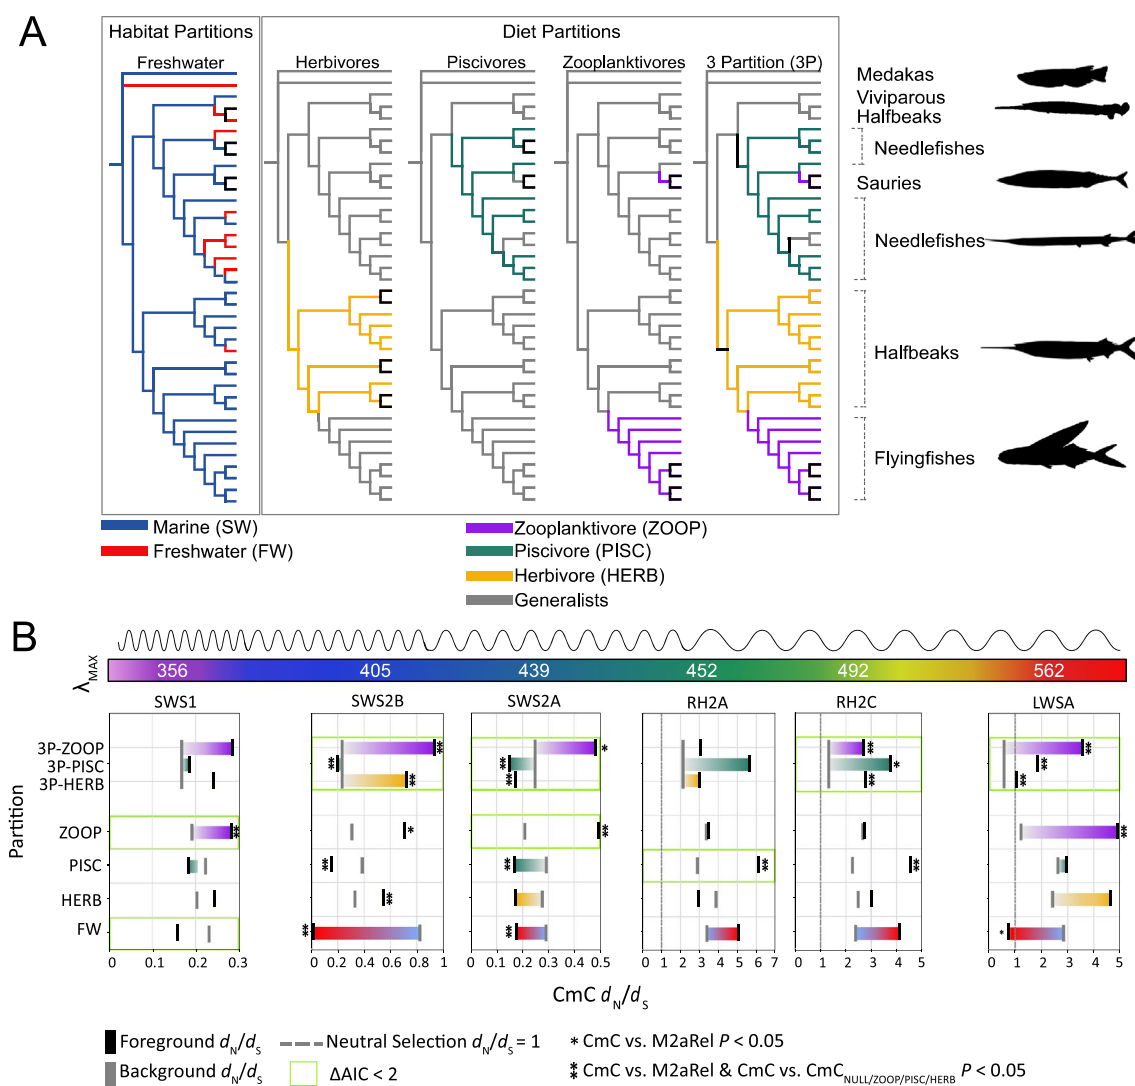 A
Habitat Partitions
Diet Partitions
Freshwater
Herbivores
Piscivores
Zooplanktivores
3 Partition (3P)
Medakas
Viviparous
Halfbeaks
Needlefishes
Sauries
Needlefishes
Halfbeaks
Flyingfishes
Marine (SW)
Freshwater (FW)
Zooplanktivore (ZOOP)
Piscivore (PISC)
Herbivore (HERB)
Generalists
B
λMAX
356 405 439 452 492 562
SWS1 SWS2B SWS2A RH2A RH2C LWSA
Partition
3P-ZOOP
3P-PISC
3P-HERB
ZOOP
PISC
HERB
FW
0 0.1 0.2 0.3
0 0.2 0.4 0.6 0.8 1
0 0.1 0.2 0.3 0.4 0.5
0 1 2 3 4 5 6 7
0 1 2 3 4 5
0 1 2 3 4 5
CmC dN/dS
Foreground dN/dS
Neutral Selection dN/dS = 1
* CmC vs. M2aRel P < 0.05
Background dN/dS
ΔAIC < 2
** CmC vs. M2aRel & CmC vs. CmCNULL/ZOOP/PISC/HERB P < 0.05